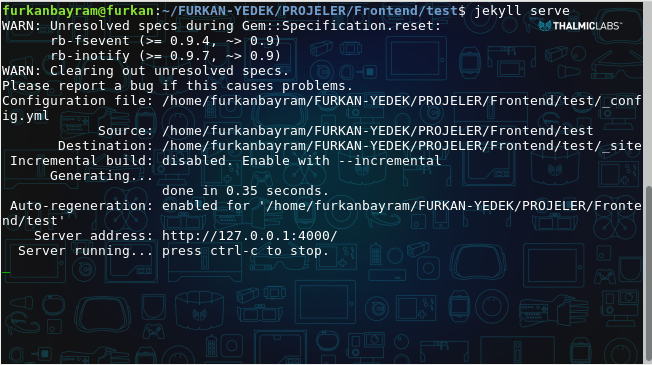 furkanbayram@furkan:~/FURKAN-YEDEK/PROJELER/Frontend/test$ jekyll serve
WARN: Unresolved specs during Gem::Specification.reset:
THALMICLABS™
rb-fsevent (>= 0.9.4, ~> 0.9)
rb-inotify (>= 0.9.7, ~> 0.9)
WARN: Clearing out unresolved specs.
Please report a bug if this causes problems.
Configuration file: /home/furkanbayram/FURKAN-YEDEK/PROJELER/Frontend/test/_conf
ig.yml
Source: /home/furkanbayram/FURKAN-YEDEK/PROJELER/Frontend/test
Destination: /home/furkanbayram/FURKAN-YEDEK/PROJELER/Frontend/test/_site
Incremental build: disabled. Enable with --incremental
Generating...
done in 0.35 seconds.
Auto-regeneration: enabled for '/home/furkanbayram/FURKAN-YEDEK/PROJELER/Fronte
nd/test'
Server address: http://127.0.0.1:4000/
Server running... press ctrl-c to stop.